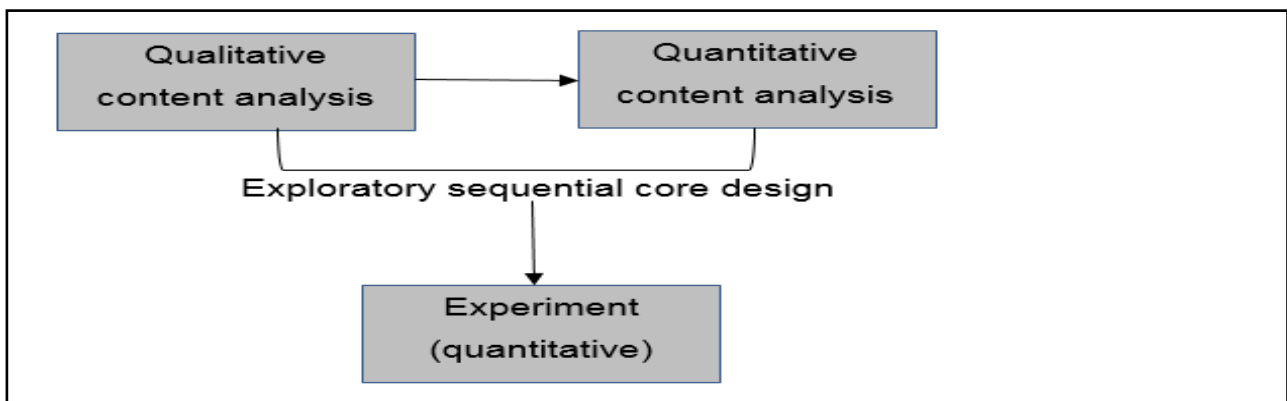 Qualitative
content analysis
Quantitative
content analysis
Exploratory sequential core design
Experiment
(quantitative)